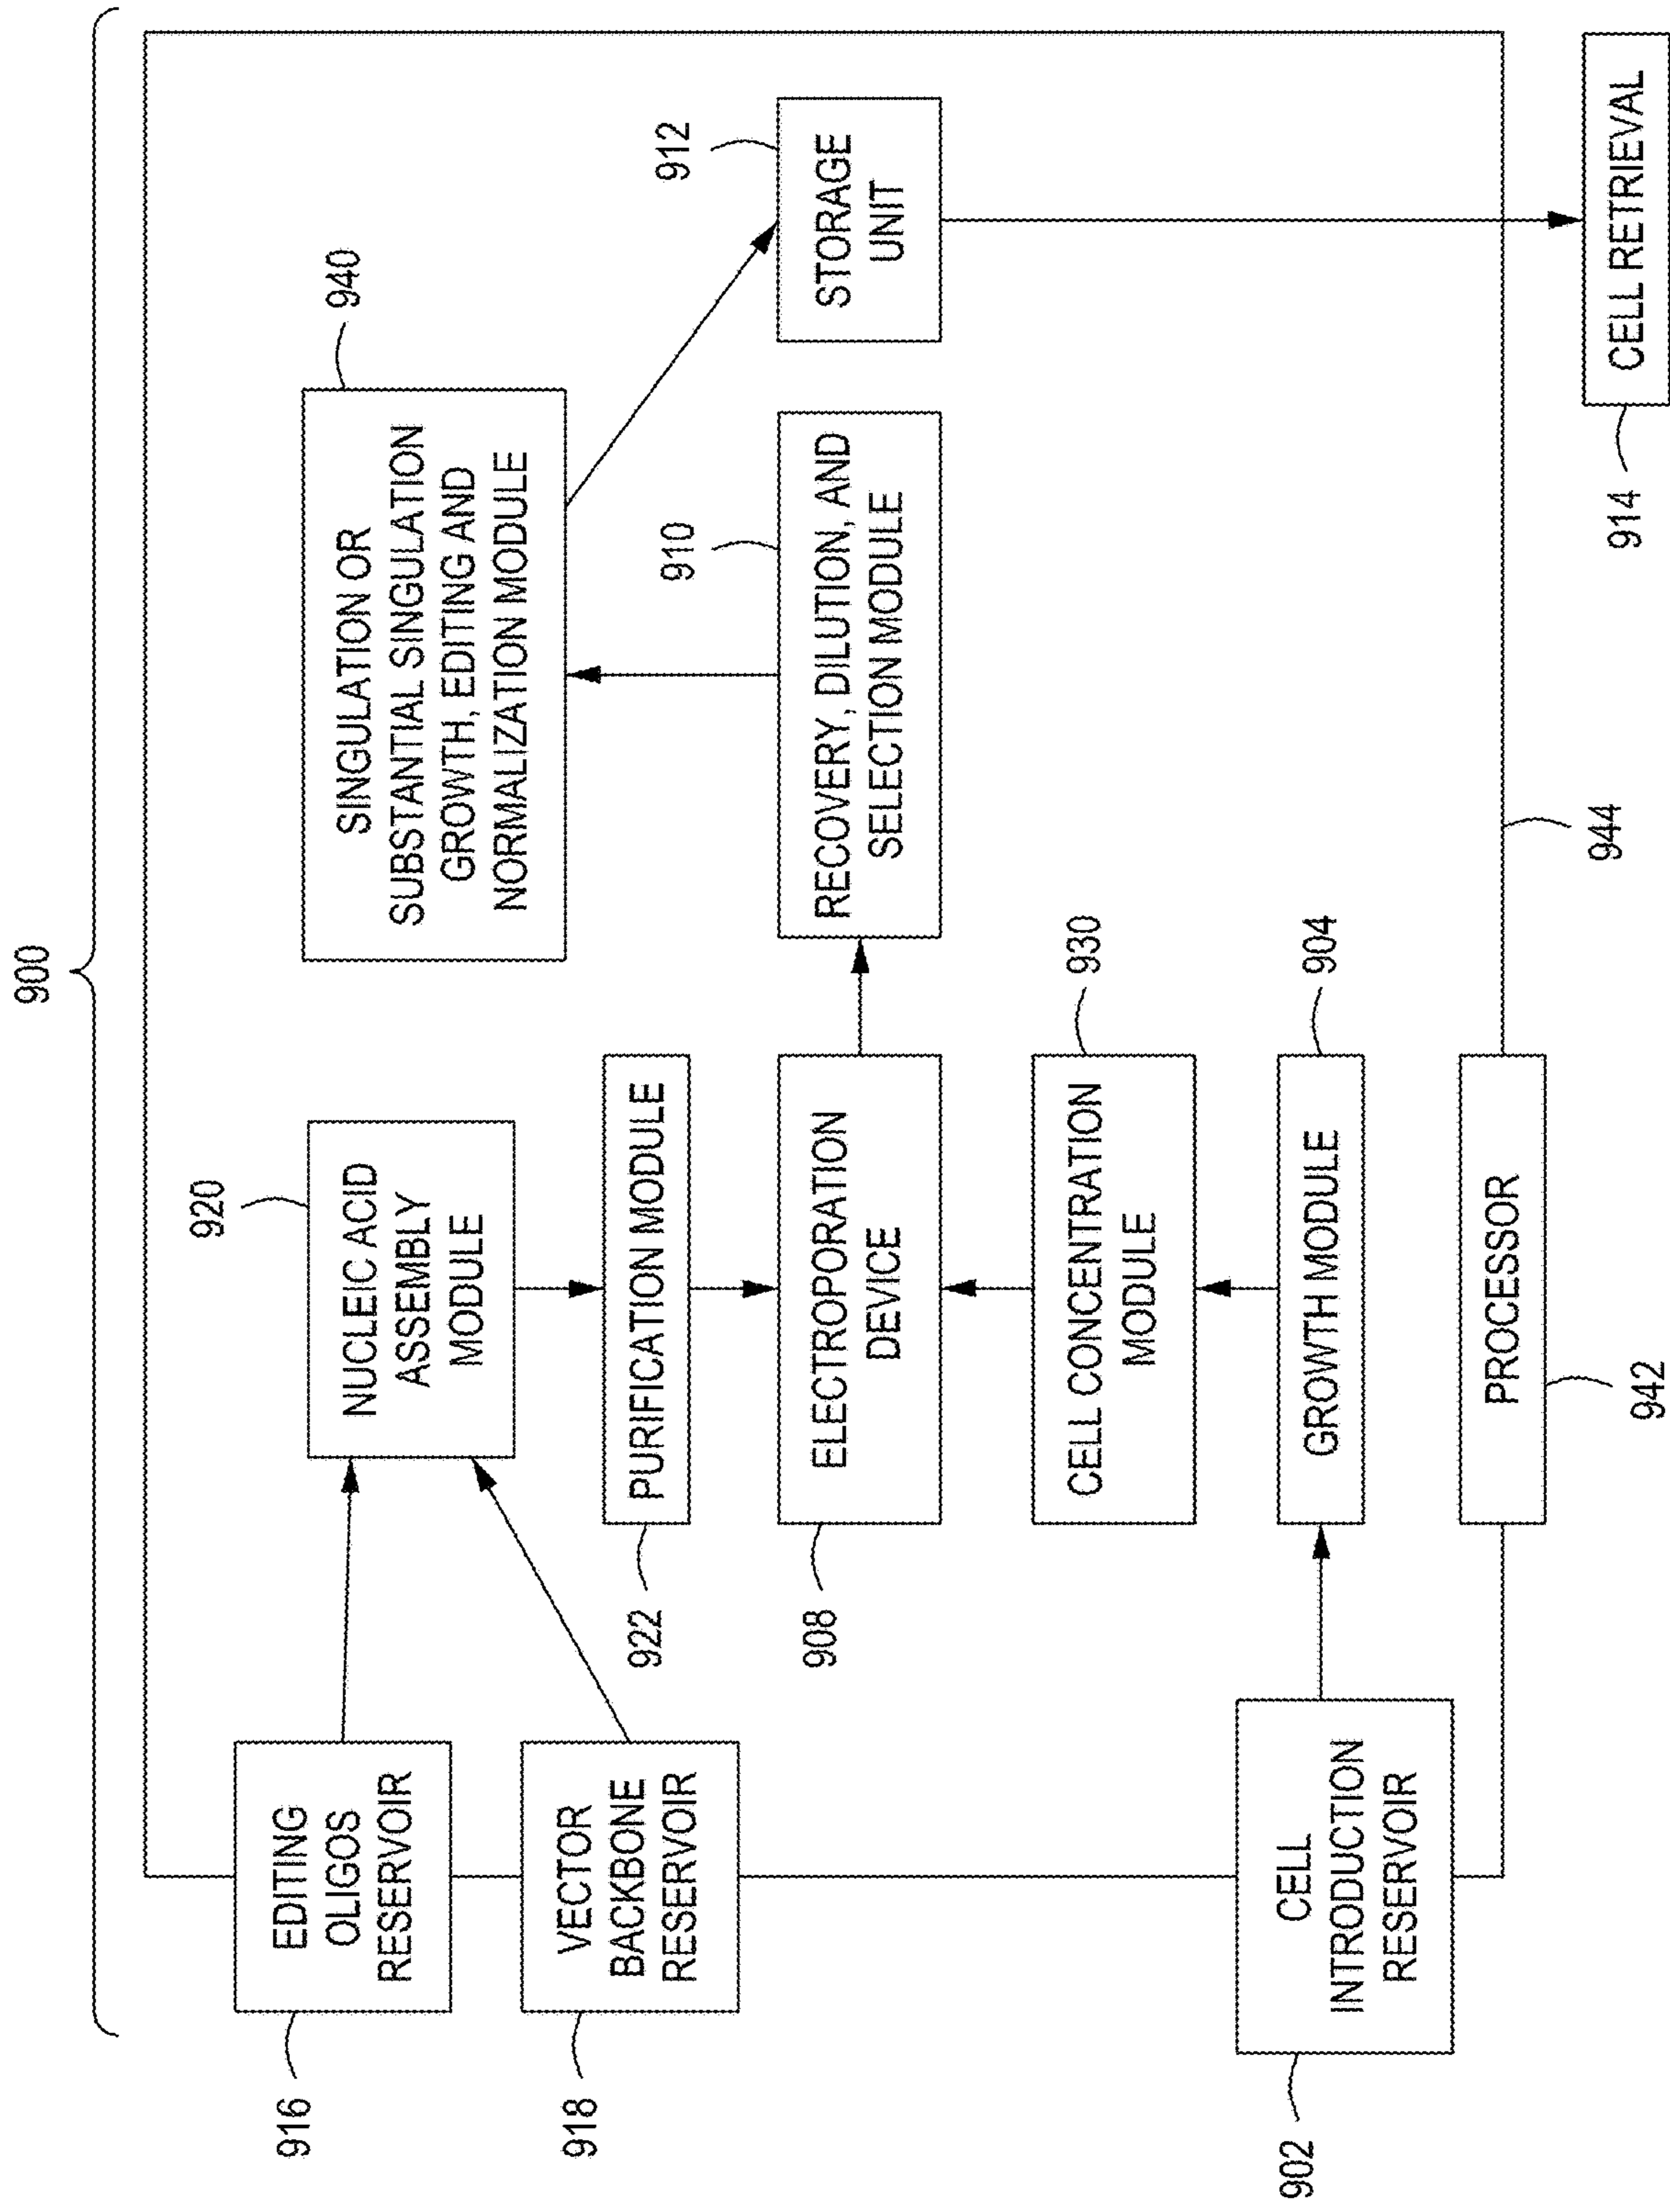 900
916
EDITING
OLIGOS
RESERVOIR
918
VECTOR
BACKBONE
RESERVOIR
902
CELL
INTRODUCTION
RESERVOIR
920
NUCLEIC ACID
ASSEMBLY
MODULE
922
PURIFICATION MODULE
908
ELECTROPORATION
DEVICE
CELL CONCENTRATION
MODULE
930
GROWTH MODULE
904
PROCESSOR
942
944
940
SINGULATION OR
SUBSTANTIAL SINGULATION
GROWTH, EDITING AND
NORMALIZATION MODULE
910
RECOVERY, DILUTION, AND
SELECTION MODULE
912
STORAGE
UNIT
914
CELL RETRIEVAL